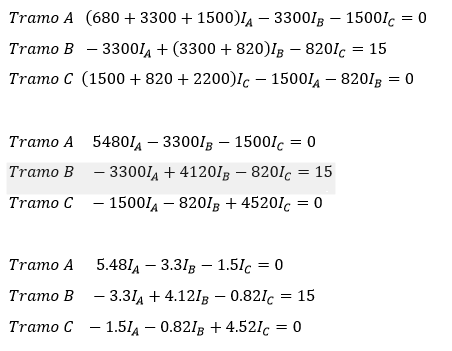 Tramo A (680 + 3300 + 1500)I_A − 3300I_B − 1500I_C = 0
Tramo B − 3300I_A + (3300 + 820)I_B − 820I_C = 15
Tramo C (1500 + 820 + 2200)I_C − 1500I_A − 820I_B = 0
Tramo A 5480I_A − 3300I_B − 1500I_C = 0
Tramo B − 3300I_A + 4120I_B − 820I_C = 15
Tramo C − 1500I_A − 820I_B + 4520I_C = 0
Tramo A 5.48I_A − 3.3I_B − 1.5I_C = 0
Tramo B − 3.3I_A + 4.12I_B − 0.82I_C = 15
Tramo C − 1.5I_A − 0.82I_B + 4.52I_C = 0